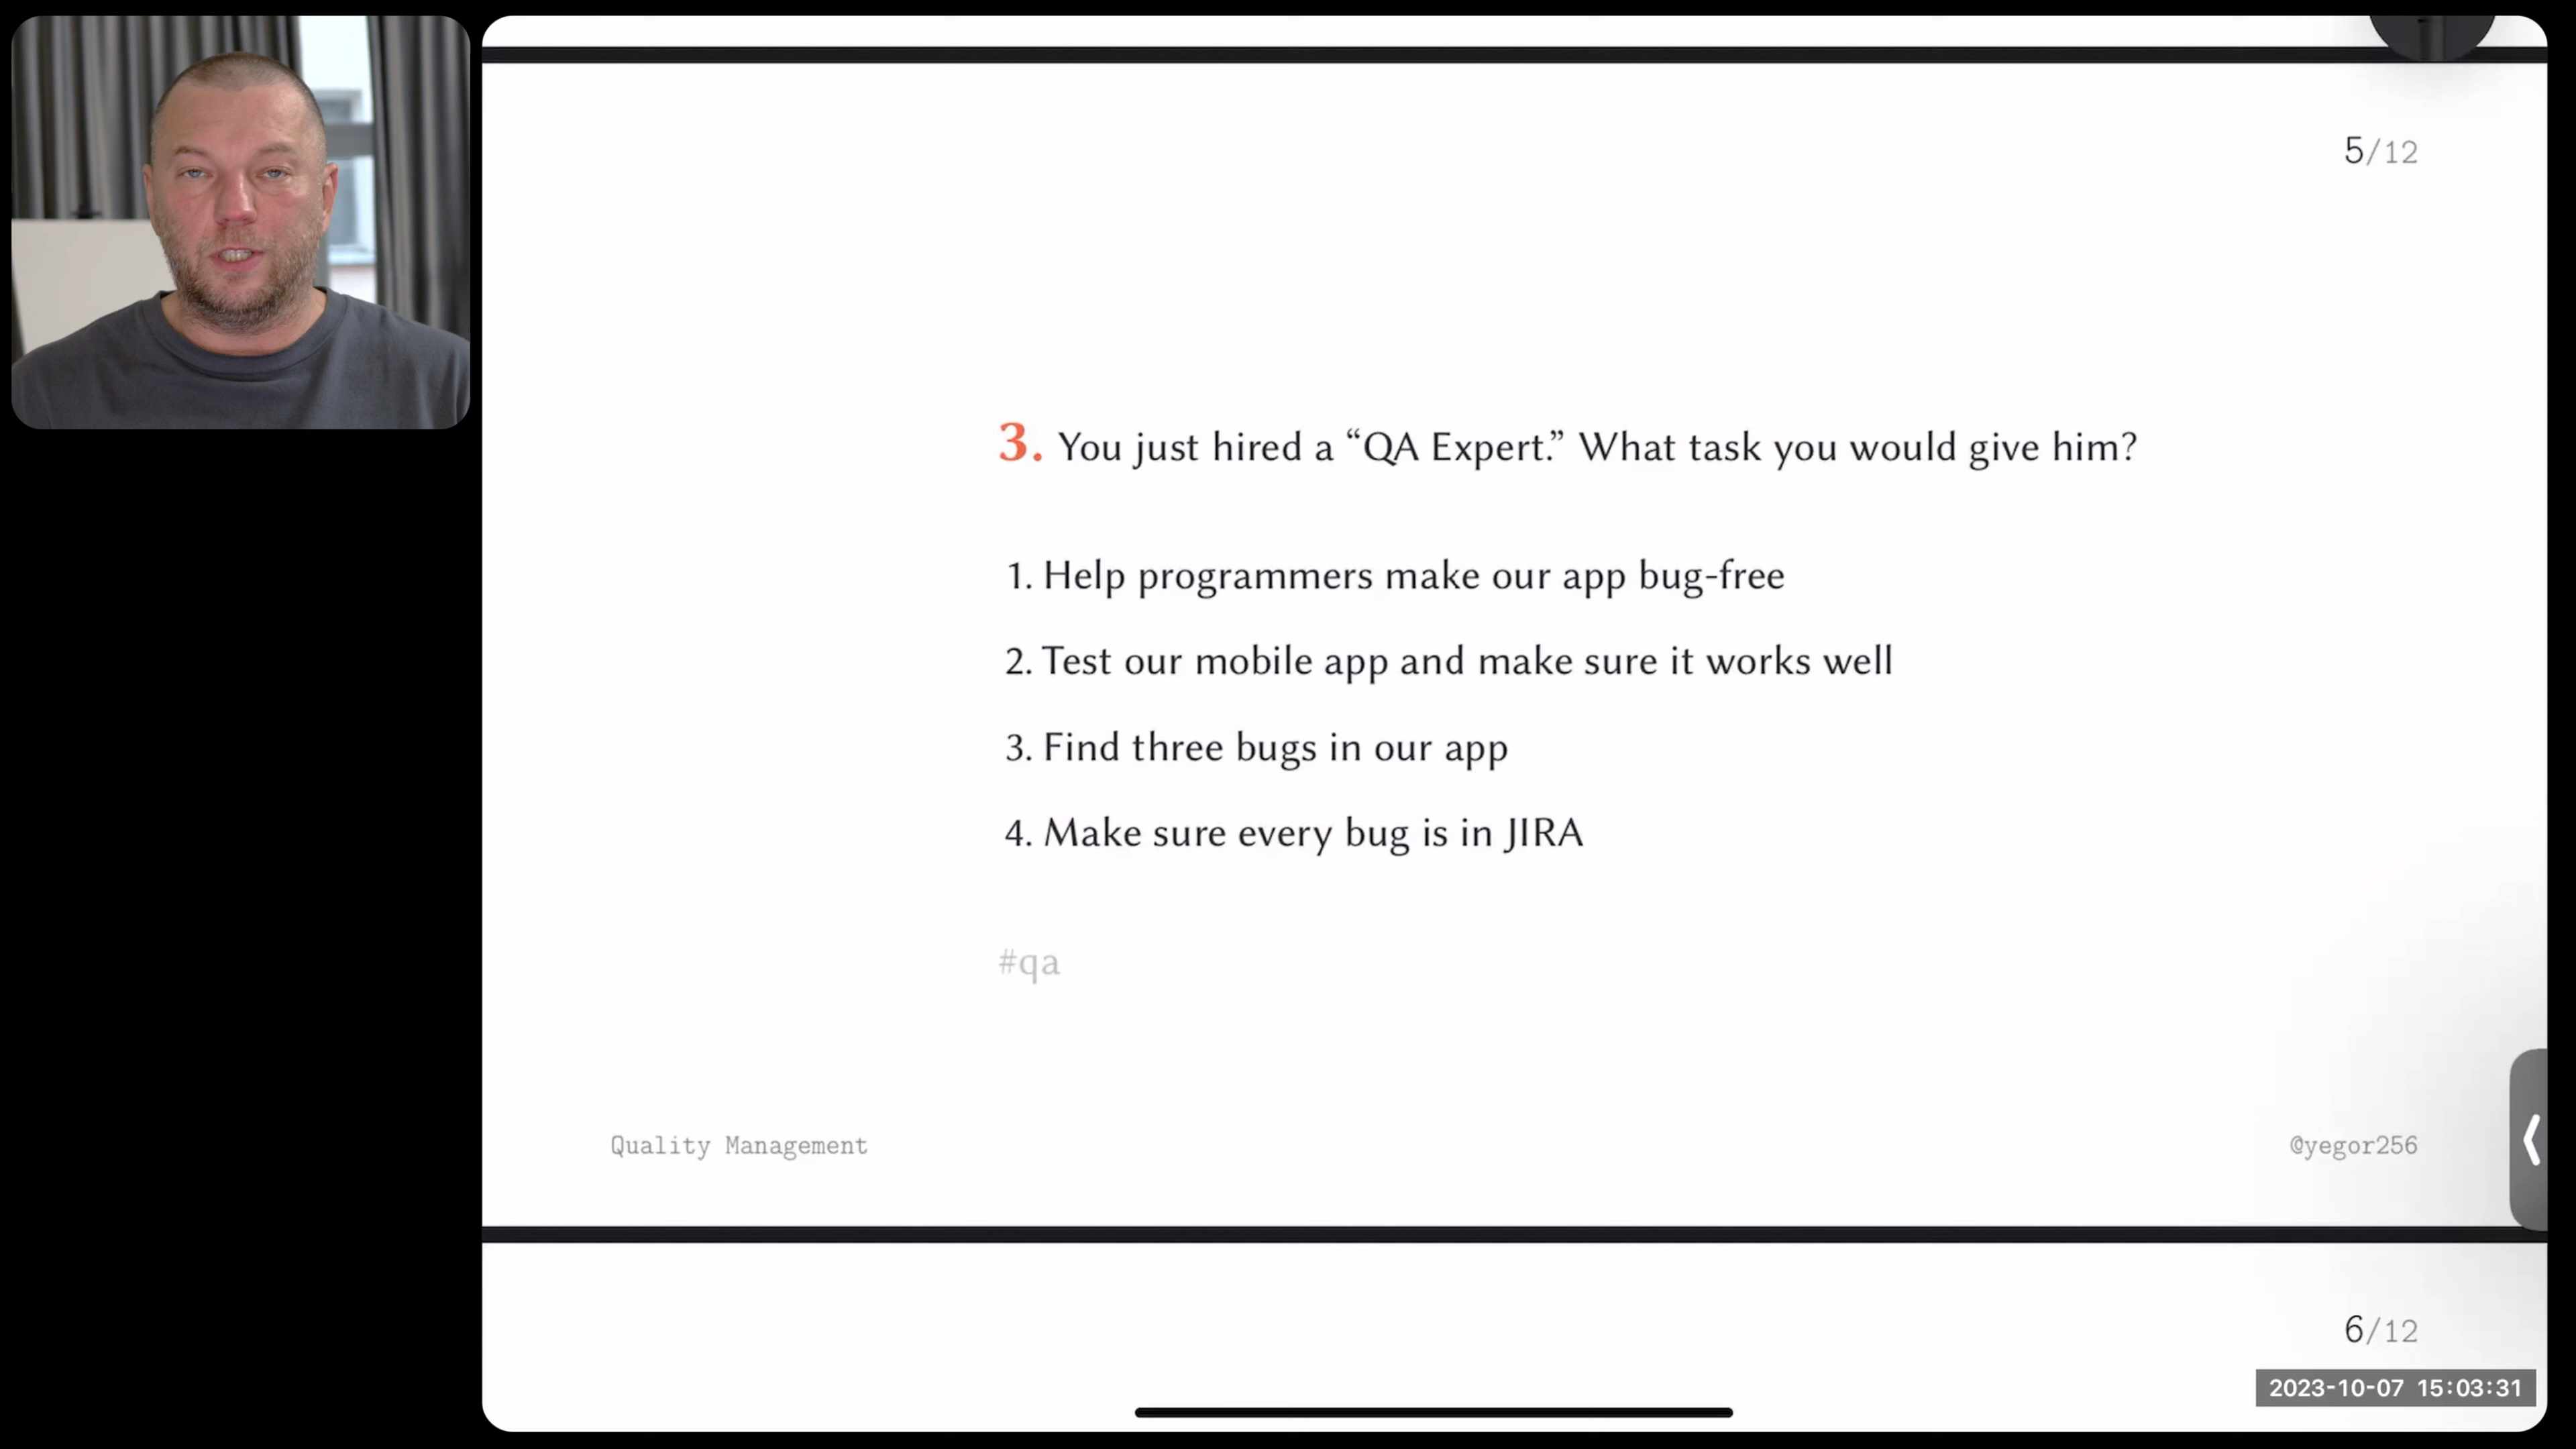 5/12
3. You just hired a “QA Expert.” What task you would give him?
1. Help programmers make our app bug-free
2. Test our mobile app and make sure it works well
3. Find three bugs in our app
4. Make sure every bug is in JIRA
#qa
Quality Management
@yegor256
6/12
2023-10-07 15:03:31